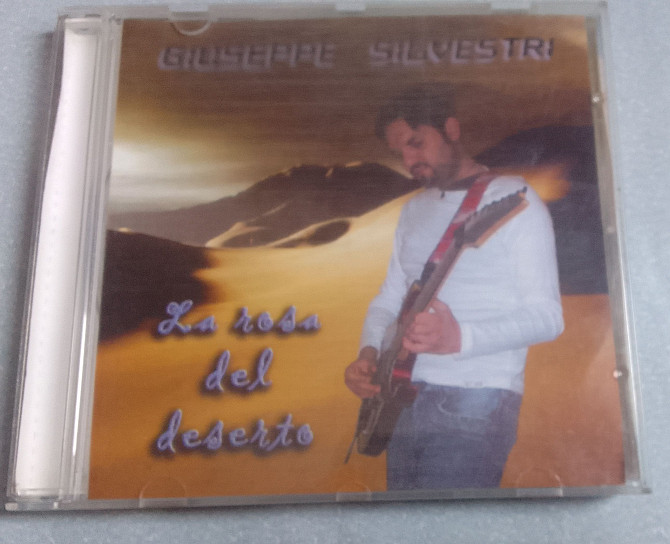 GIUSEPPE SILVESTRI
La rosa
del
deserto